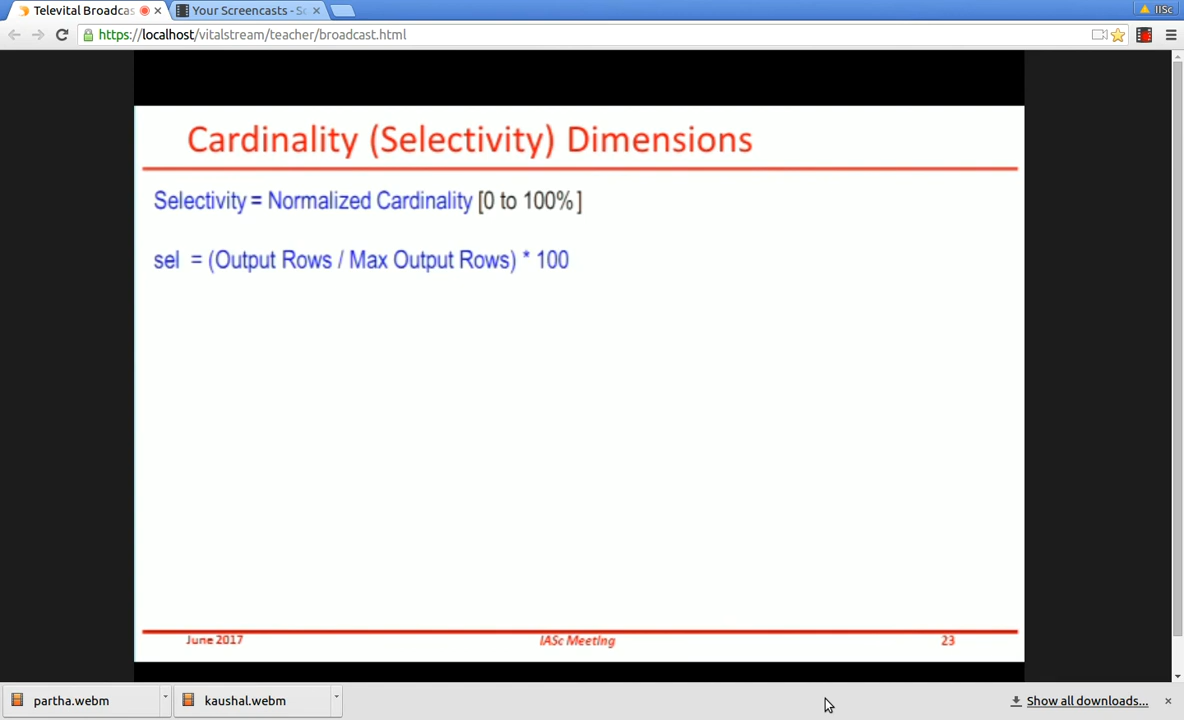 Televital Broadcas
Your Screencasts - Sc
IISc
https://localhost/vitalstream/teacher/broadcast.html
Cardinality (Selectivity) Dimensions
Selectivity = Normalized Cardinality [0 to 100% ]
sel = (Output Rows / Max Output Rows) * 100
June 2017
IASc Meeting
23
partha.webm
kaushal.webm
Show all downloads...